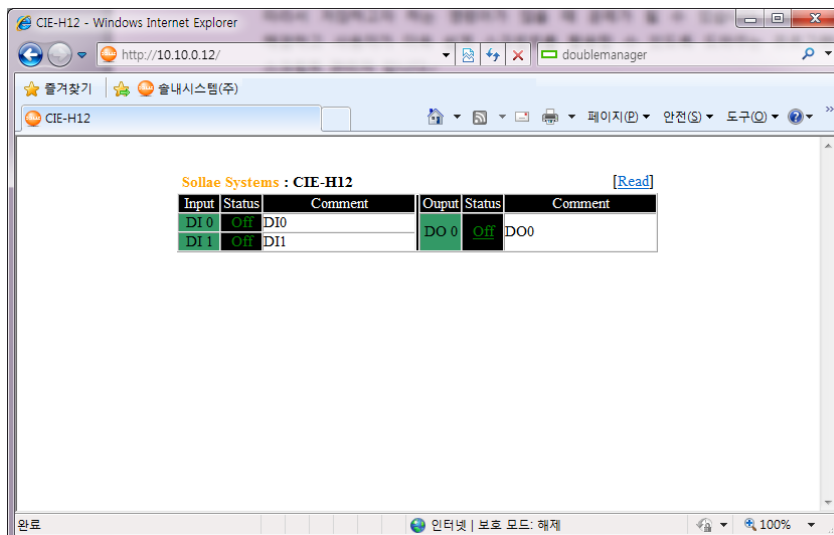 CIE-H12 - Windows Internet Explorer
http://10.10.0.12/
doublemanager
즐겨찾기 솔내시스템(주)
CIE-H12 페이지(P) 안전(S) 도구(O) »
Sollae Systems : CIE-H12 [Read]
Input Status Comment Ouput Status Comment
DI 0 Off DI0 DO 0 Off DO0
DI 1 Off DI1
완료 인터넷 | 보호 모드: 해제 100%